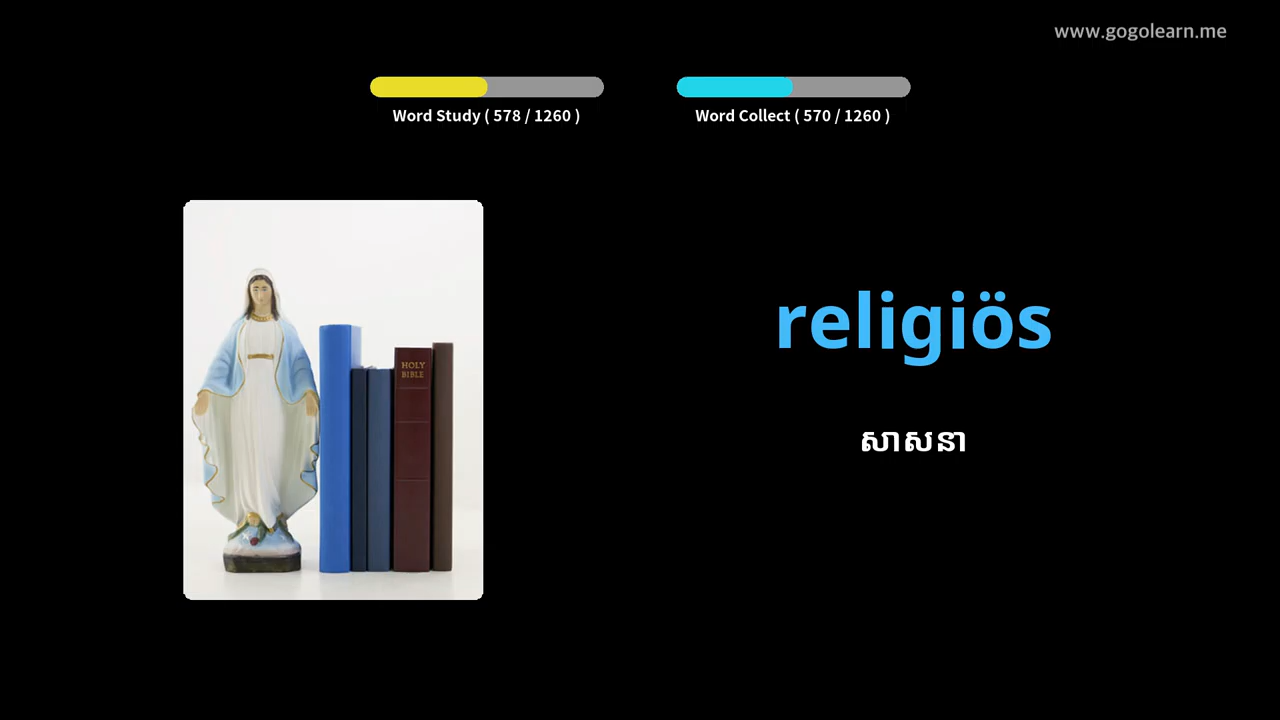 www.gogolearn.me
Word Study ( 578 / 1260 )
Word Collect ( 570 / 1260 )
HOLY
BIBLE
religiös
សាសនា